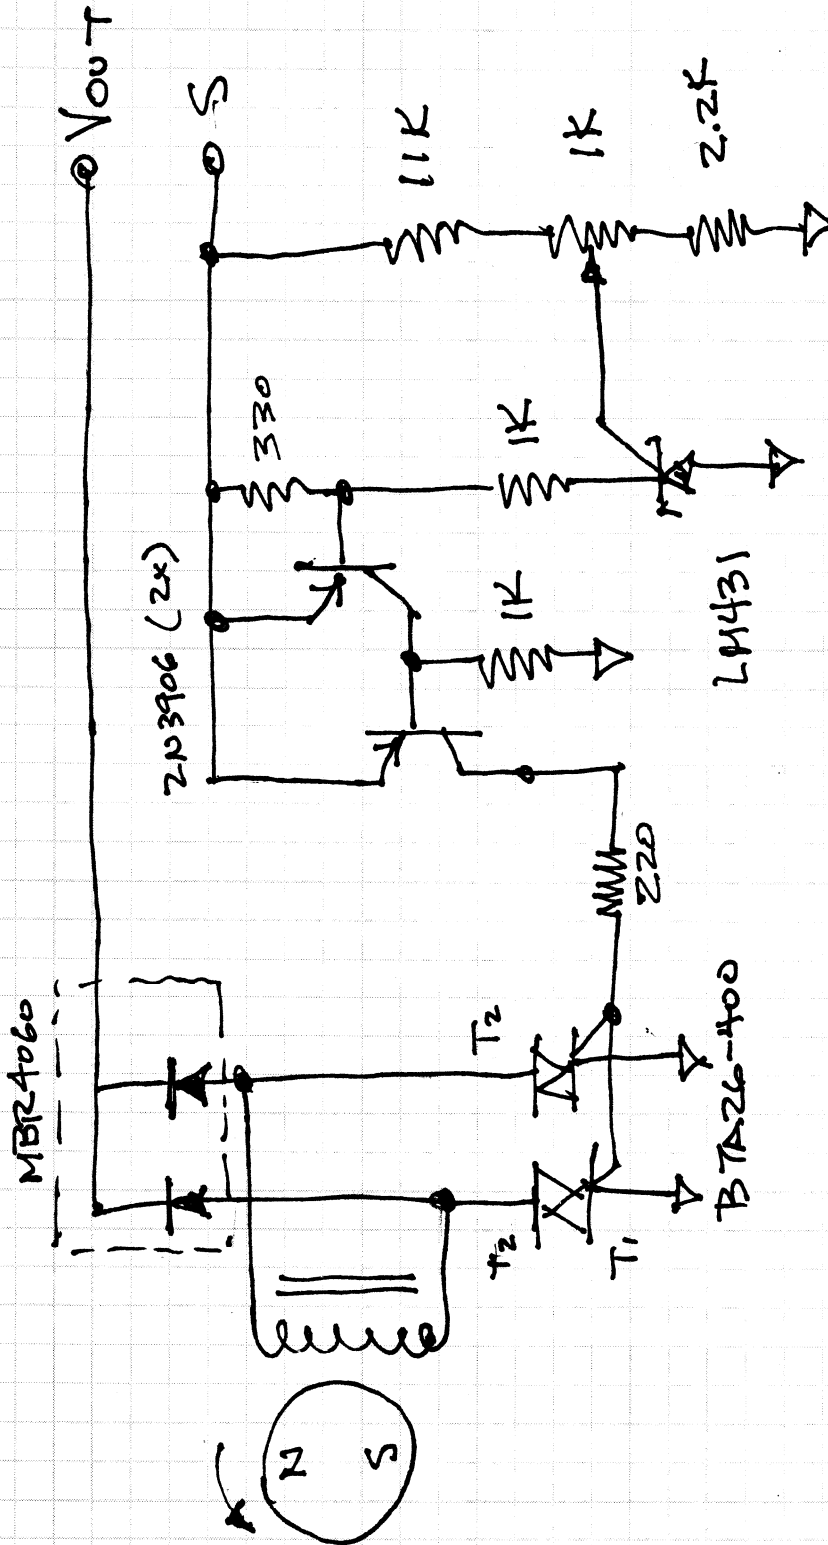 VOUT
S
11K
1K
2.2K
330
1K
2N3906 (2x)
1K
LM431
220
MBR4060
T2
T2
T1
BTA26-400
N
S